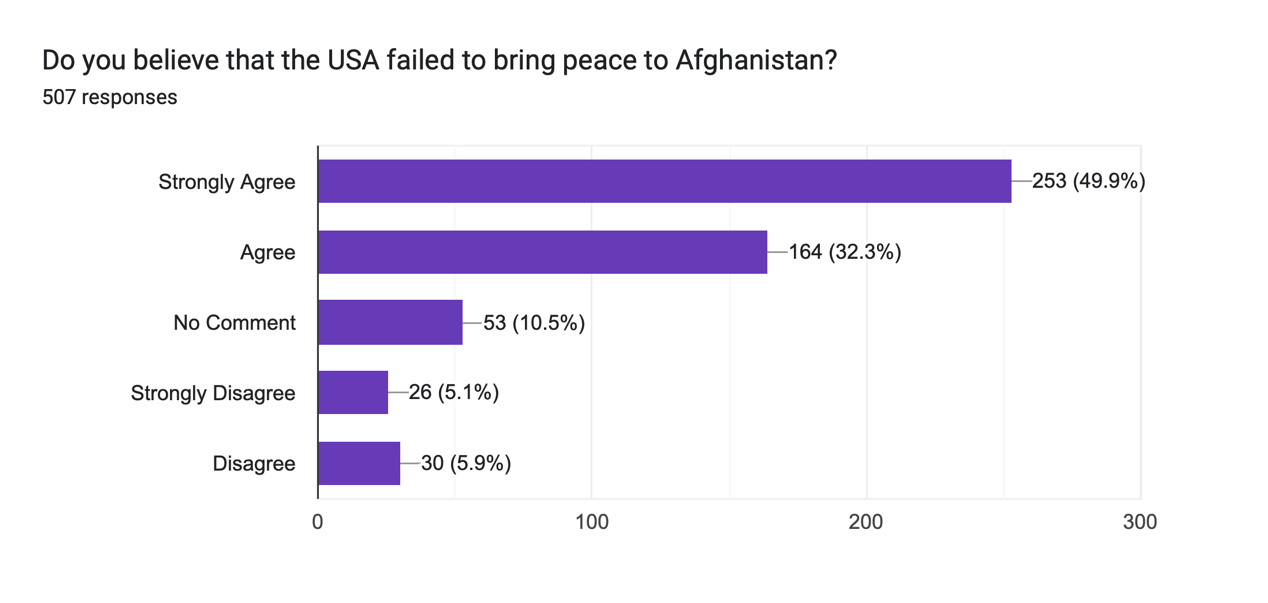 Do you believe that the USA failed to bring peace to Afghanistan?
507 responses
Strongly Agree 253 (49.9%)
Agree 164 (32.3%)
No Comment 53 (10.5%)
Strongly Disagree 26 (5.1%)
Disagree 30 (5.9%)
0 100 200 300